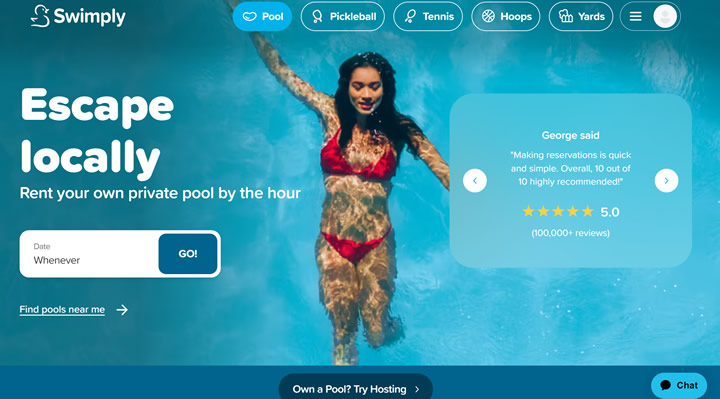 Swimply
Pool
Pickleball
Tennis
Hoops
Yards
Escape
locally
Rent your own private pool by the hour
Date
Whenever
GO!
Find pools near me
George said
"Making reservations is quick
and simple. Overall, 10 out of
10 highly recommended!"
5.0
(100,000+ reviews)
Own a Pool? Try Hosting
Chat